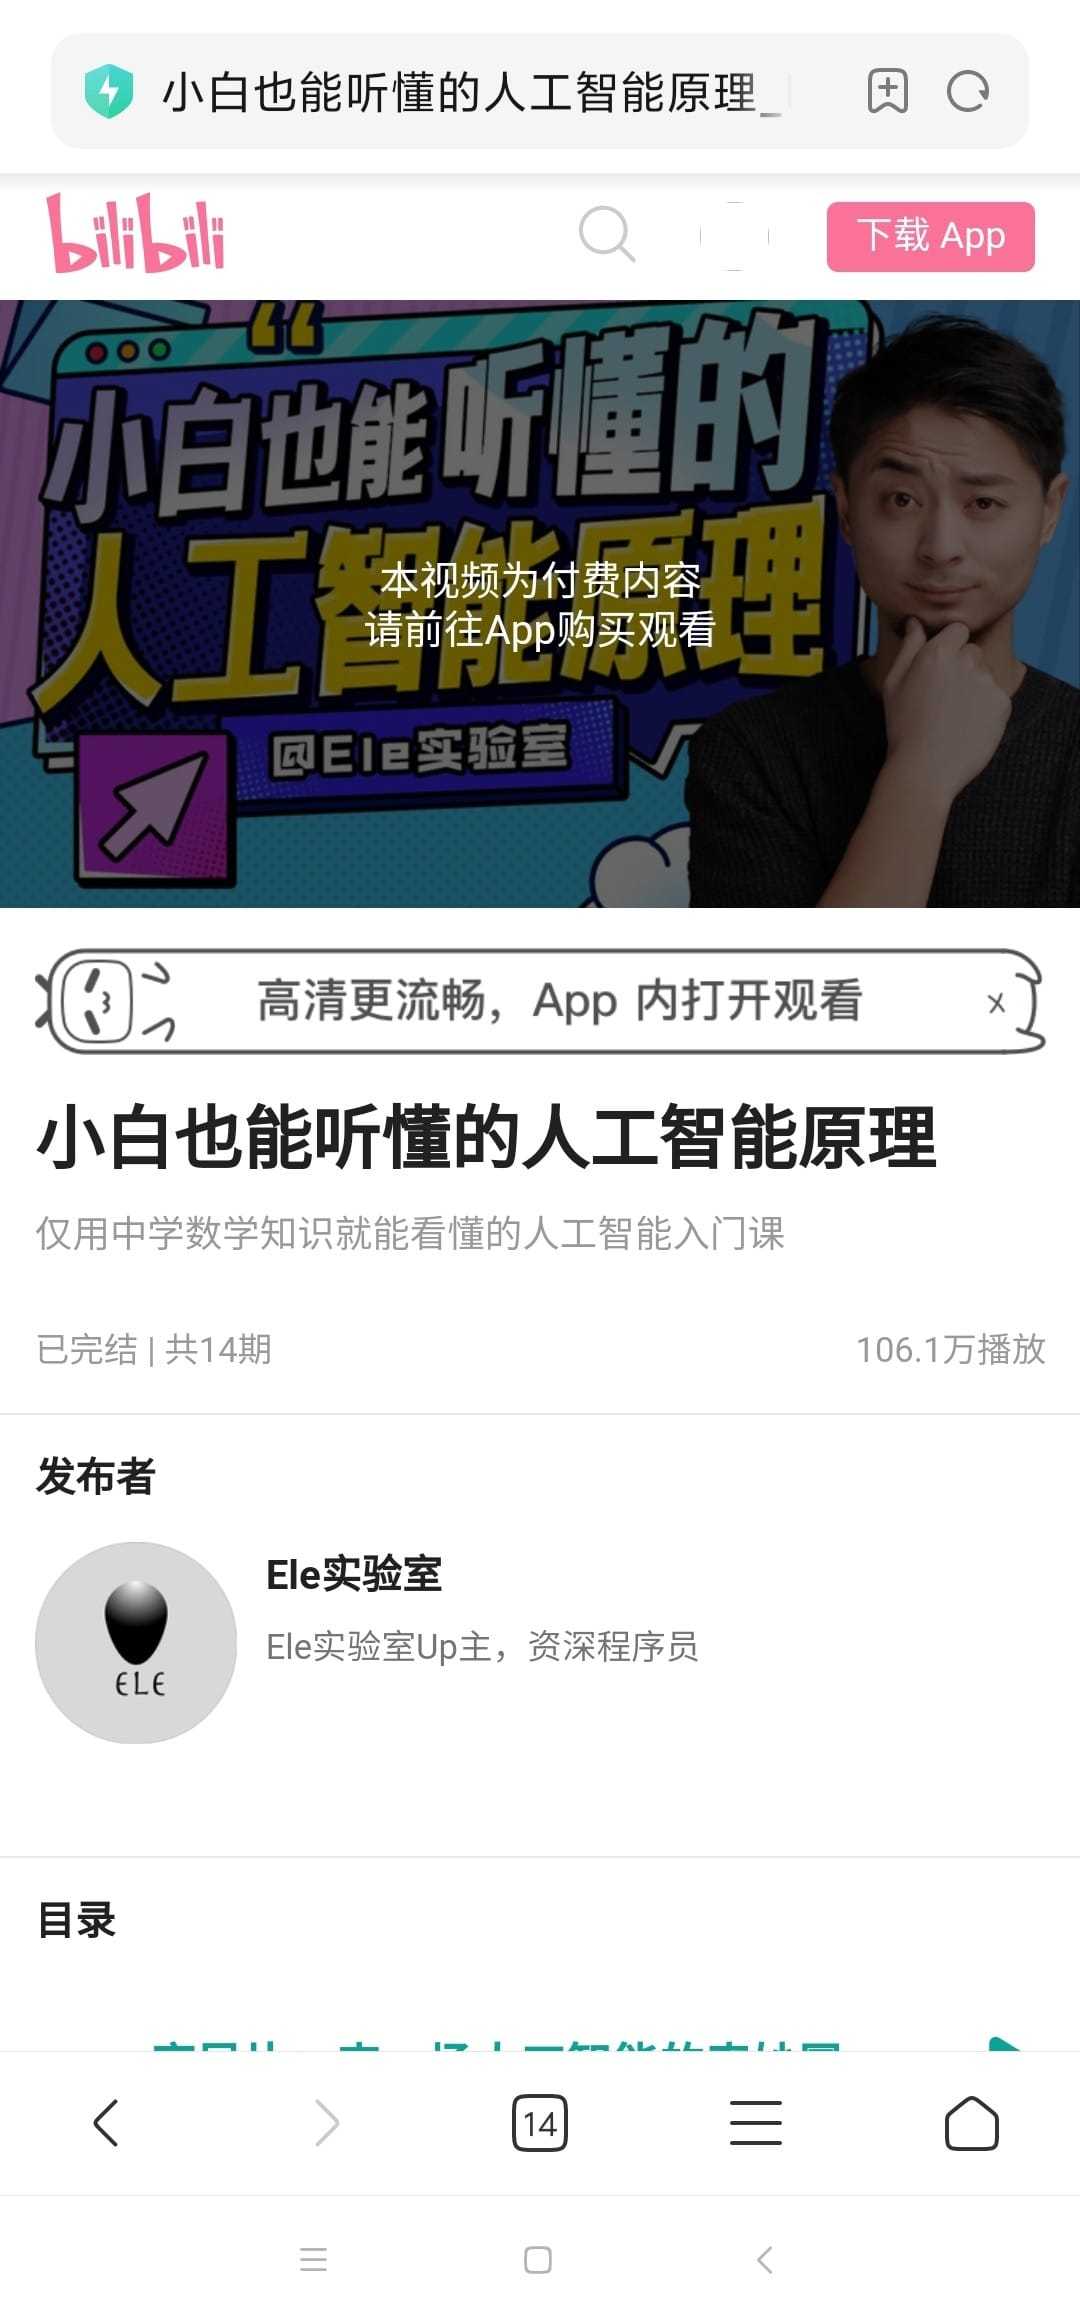 小白也能听懂的人工智能原理_
bilibili
下载 App
小白也能听懂的
人工智能原理
本视频为付费内容
请前往App购买观看
@Ele实验室
高清更流畅，App 内打开观看
小白也能听懂的人工智能原理
仅用中学数学知识就能看懂的人工智能入门课
已完结 | 共14期
106.1万播放
发布者
Ele实验室
Ele实验室Up主，资深程序员
ELE
目录
14